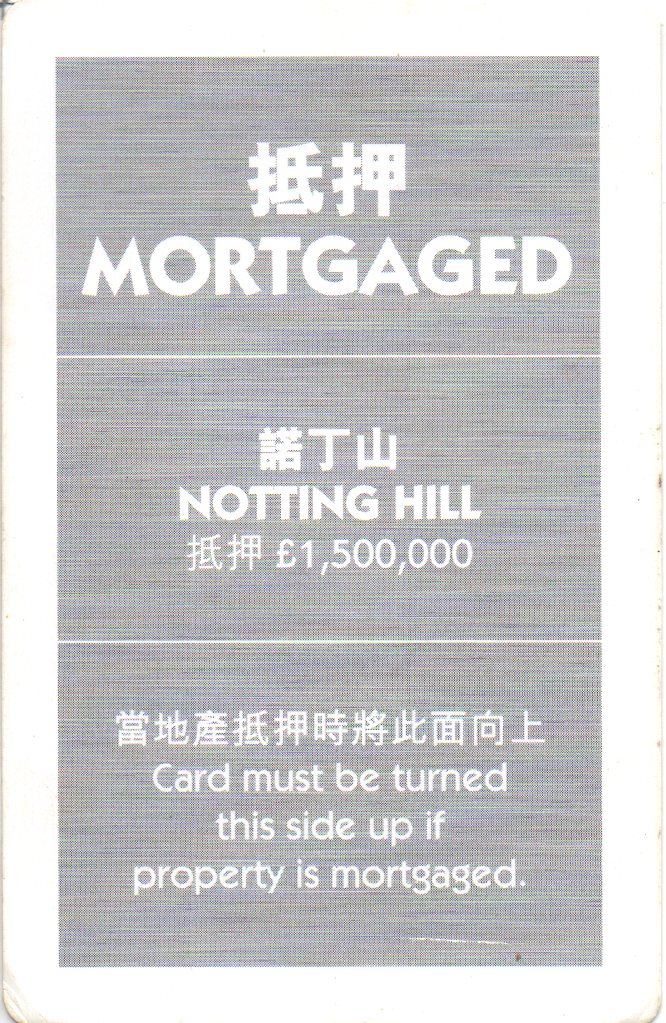 抵押
MORTGAGED
諾丁山
NOTTING HILL
抵押 £1,500,000
當地產抵押時將此面向上
Card must be turned
this side up if
property is mortgaged.